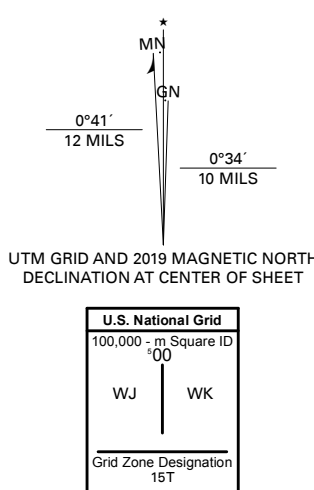 ★
MN
GN
0°41´
12 MILS
0°34´
10 MILS
UTM GRID AND 2019 MAGNETIC NORTH
DECLINATION AT CENTER OF SHEET
U.S. National Grid
100,000 - m Square ID
⁵00
WJ WK
Grid Zone Designation
15T